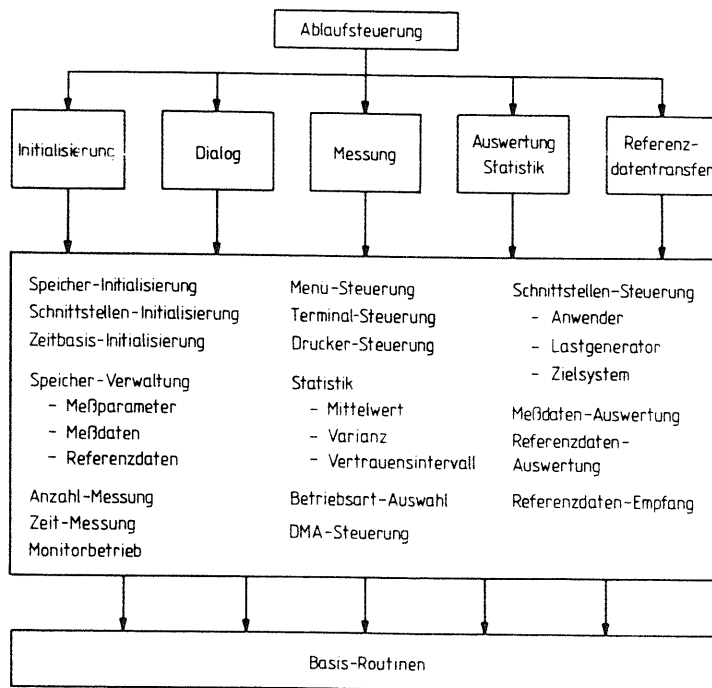 Ablaufsteuerung
Initialisierung
Dialog
Messung
Auswertung
Statistik
Referenz-
datentransfer
Speicher-Initialisierung
Schnittstellen-Initialisierung
Zeitbasis-Initialisierung
Speicher-Verwaltung
- Meßparameter
- Meßdaten
- Referenzdaten
Anzahl-Messung
Zeit-Messung
Monitorbetrieb
Menü-Steuerung
Terminal-Steuerung
Drucker-Steuerung
Statistik
- Mittelwert
- Varianz
- Vertrauensintervall
Betriebsart-Auswahl
DMA-Steuerung
Schnittstellen-Steuerung
- Anwender
- Lastgenerator
- Zielsystem
Meßdaten-Auswertung
Referenzdaten-
Auswertung
Referenzdaten-Empfang
Basis-Routinen